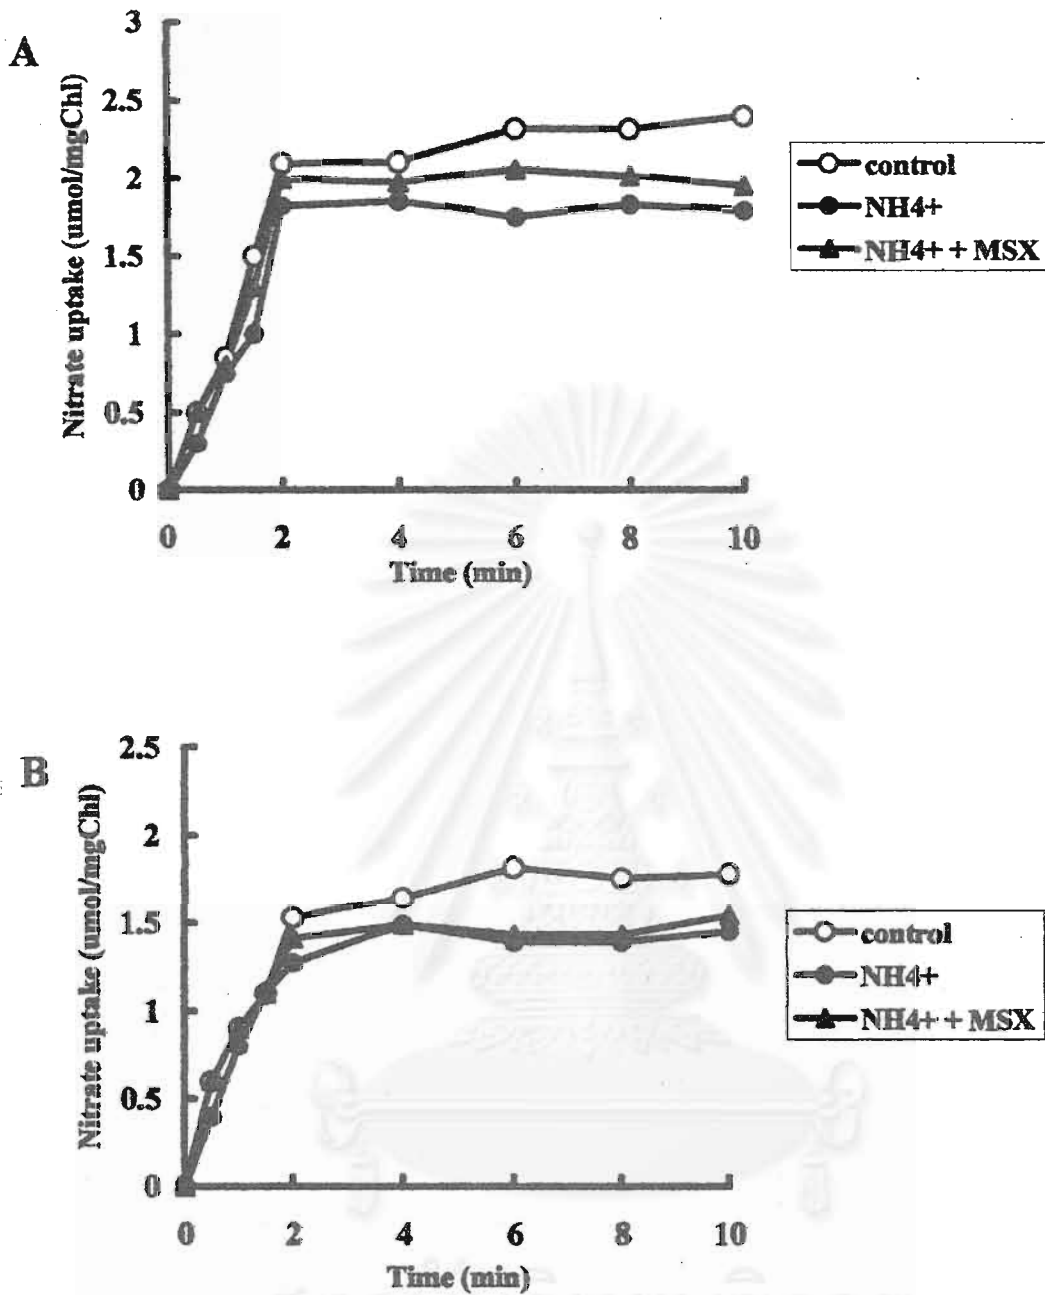 A
Nitrate uptake (umol/mgChl)
3
2.5
2
1.5
1
0.5
0
0 2 4 6 8 10
Time (min)
control
NH4+
NH4+ + MSX
B
Nitrate uptake (umol/mgChl)
2.5
2
1.5
1
0.5
0
0 2 4 6 8 10
Time (min)
control
NH4+
NH4+ + MSX